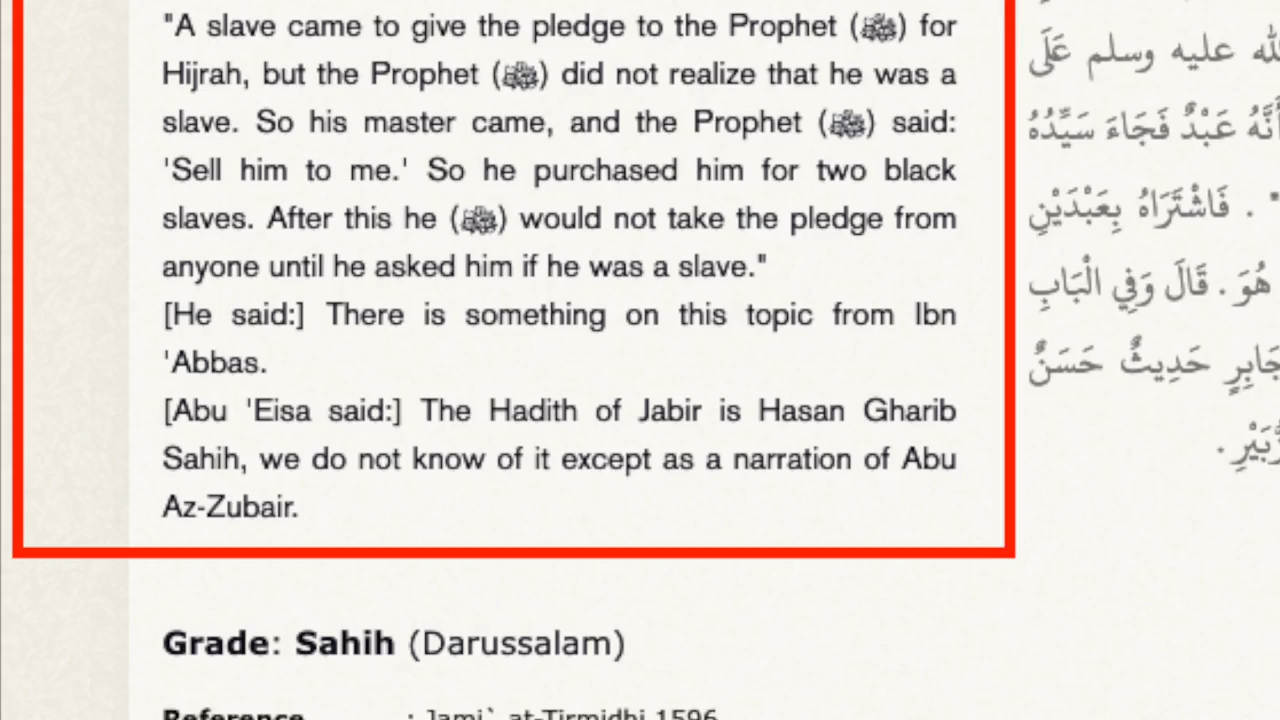 "A slave came to give the pledge to the Prophet (ﷺ) for
Hijrah, but the Prophet (ﷺ) did not realize that he was a
slave. So his master came, and the Prophet (ﷺ) said:
'Sell him to me.' So he purchased him for two black
slaves. After this he (ﷺ) would not take the pledge from
anyone until he asked him if he was a slave."
[He said:] There is something on this topic from Ibn
'Abbas.
[Abu 'Eisa said:] The Hadith of Jabir is Hasan Gharib
Sahih, we do not know of it except as a narration of Abu
Az-Zubair.
Grade: Sahih (Darussalam)
Reference : Jami` at-Tirmidhi 1596
الله عليه وسلم عَلَى
أَنَّهُ عَبْدٌ فَجَاءَ سَيِّدُهُ
" . فَاشْتَرَاهُ بِعَبْدَيْنِ
هُوَ . قَالَ وَفِي الْبَابِ
جَابِرٍ حَدِيثٌ حَسَنٌ